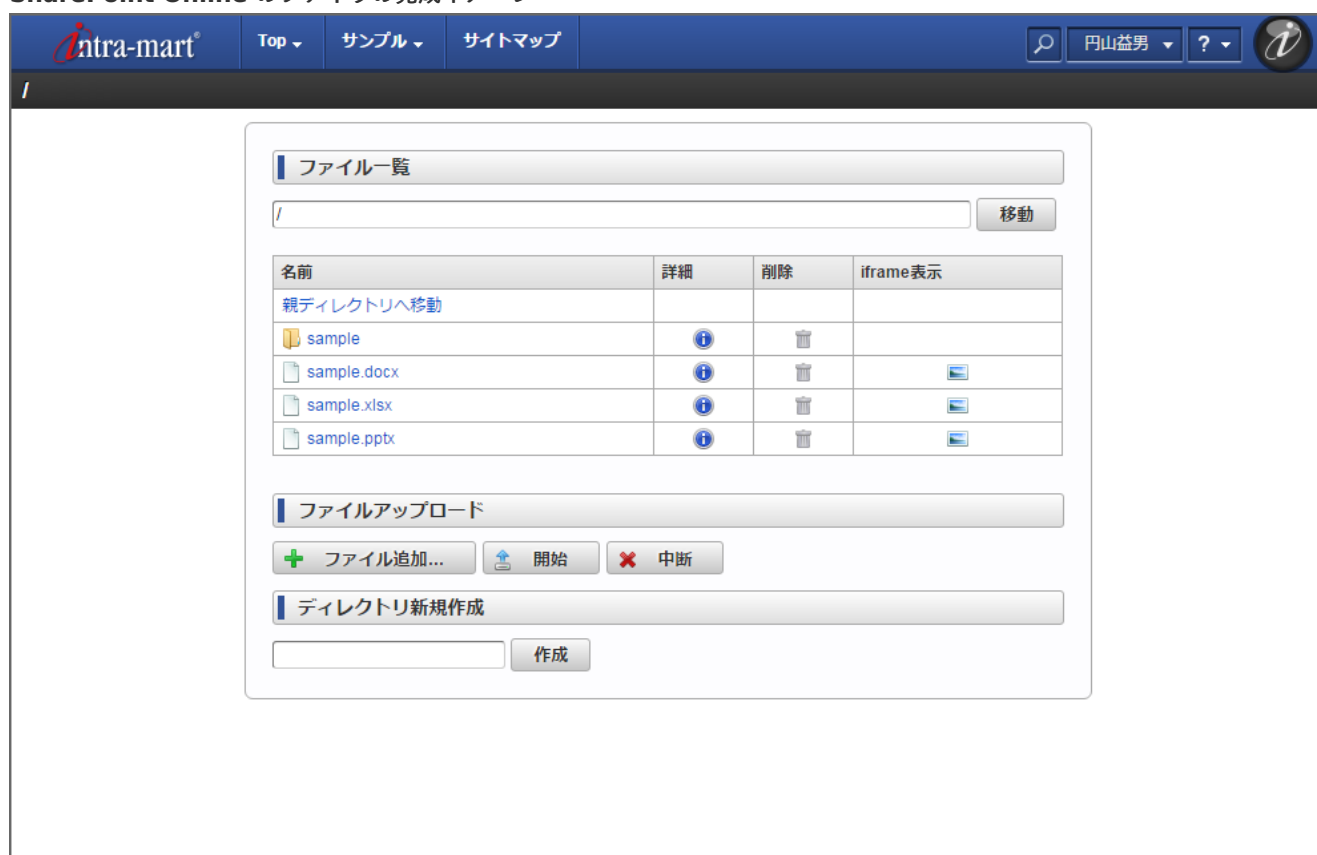 intra-mart® Top サンプル サイトマップ 円山益男 ?
/
ファイル一覧
/ 移動
名前 詳細 削除 iframe表示
親ディレクトリへ移動
sample
sample.docx
sample.xlsx
sample.pptx
ファイルアップロード
ファイル追加... 開始 中断
ディレクトリ新規作成
作成